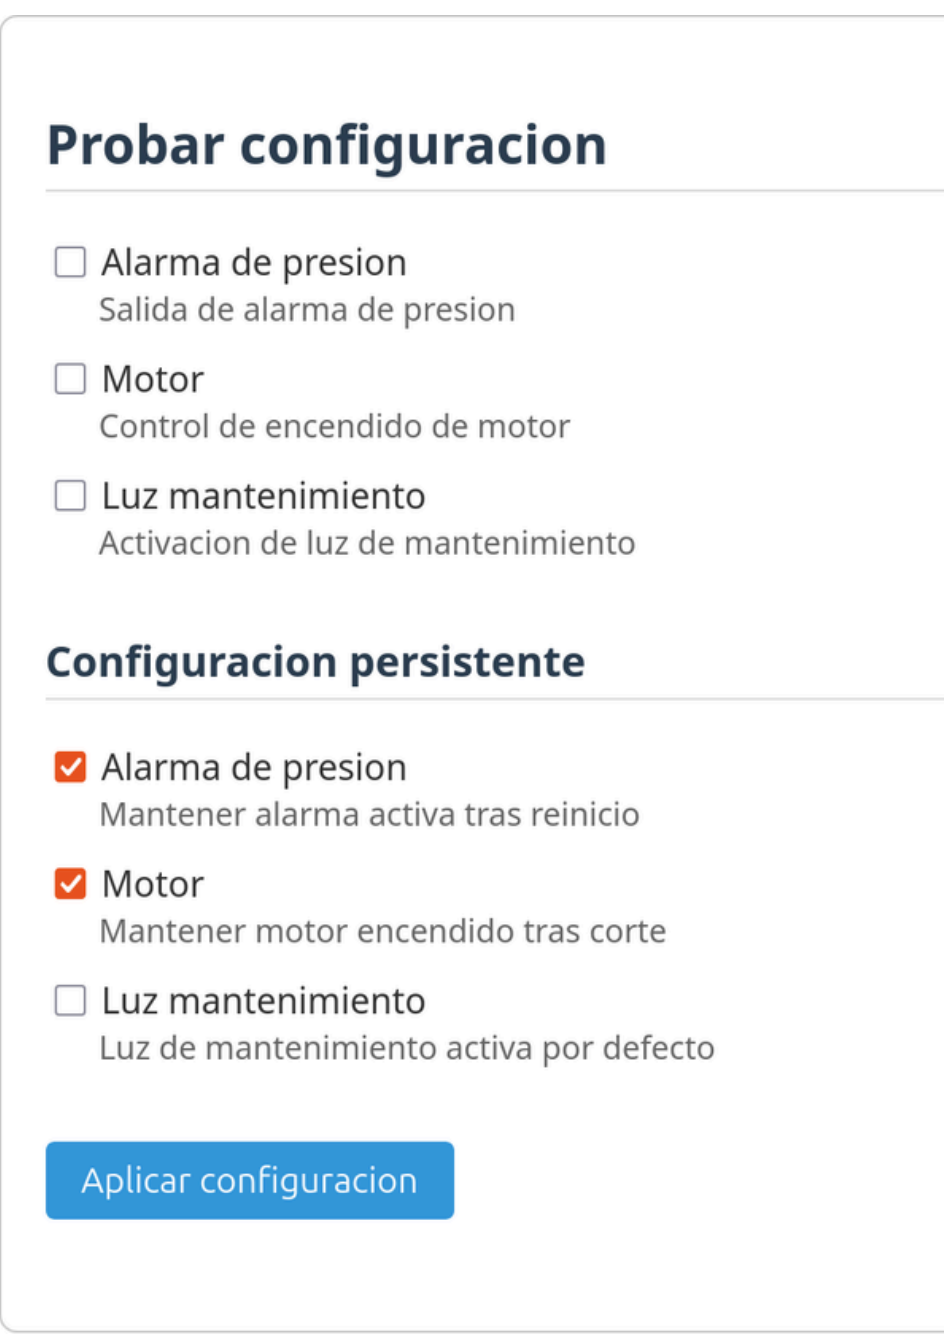 Probar configuracion
Alarma de presion
Salida de alarma de presion
Motor
Control de encendido de motor
Luz mantenimiento
Activacion de luz de mantenimiento
Configuracion persistente
Alarma de presion
Mantener alarma activa tras reinicio
Motor
Mantener motor encendido tras corte
Luz mantenimiento
Luz de mantenimiento activa por defecto
Aplicar configuracion